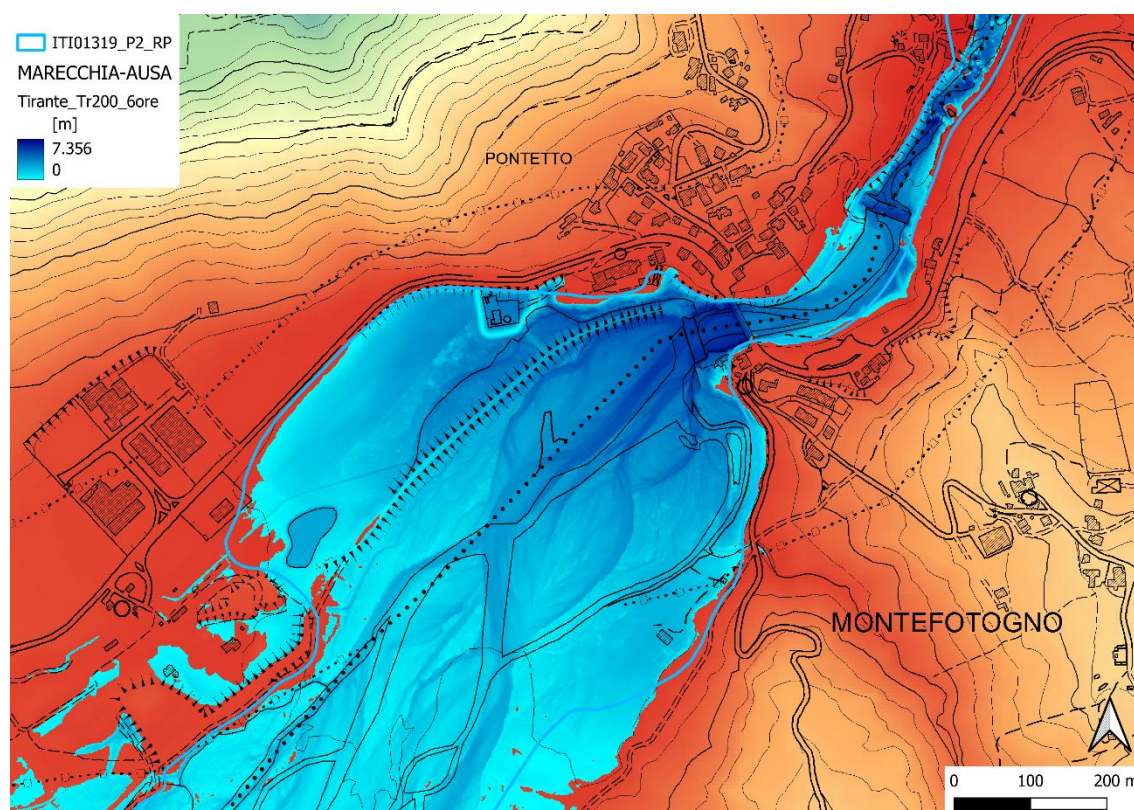 ITI01319_P2_RP
MARECCHIA-AUSA
Tirante_Tr200_6ore
[m]
7.356
0
PONTETTO
MONTEFOTOGNO
0 100 200 m